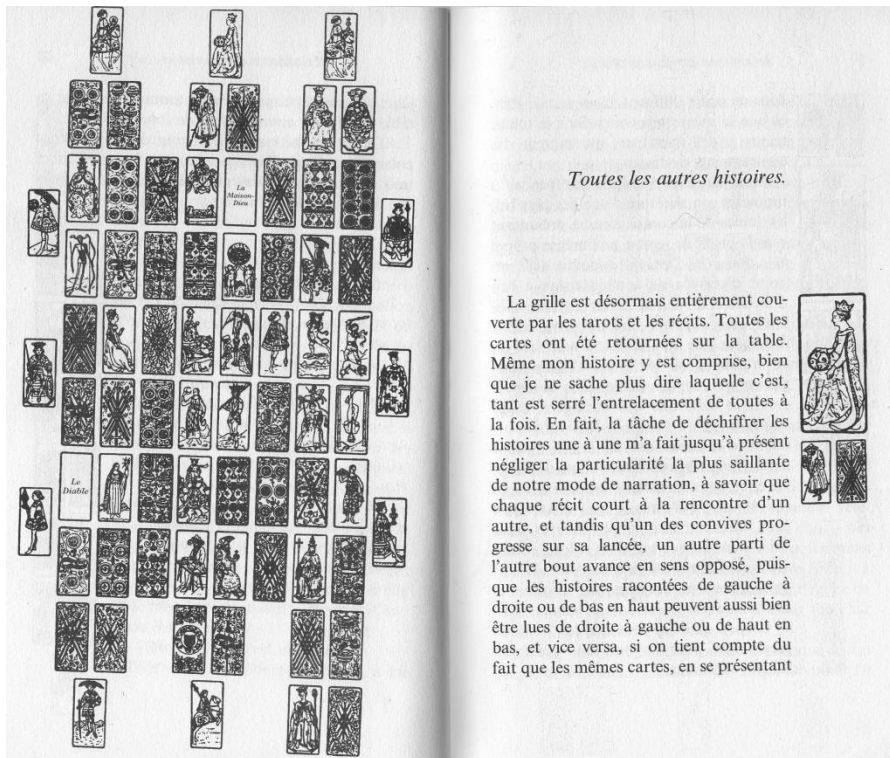 La
Maison-
Dieu
Le
Diable
Toutes les autres histoires.
La grille est désormais entièrement cou-
verte par les tarots et les récits. Toutes les
cartes ont été retournées sur la table.
Même mon histoire y est comprise, bien
que je ne sache plus dire laquelle c'est,
tant est serré l'entrelacement de toutes à
la fois. En fait, la tâche de déchiffrer les
histoires une à une m'a fait jusqu'à présent
négliger la particularité la plus saillante
de notre mode de narration, à savoir que
chaque récit court à la rencontre d'un
autre, et tandis qu'un des convives pro-
gresse sur sa lancée, un autre parti de
l'autre bout avance en sens opposé, puis-
que les histoires racontées de gauche à
droite ou de bas en haut peuvent aussi bien
être lues de droite à gauche ou de haut en
bas, et vice versa, si on tient compte du
fait que les mêmes cartes, en se présentant